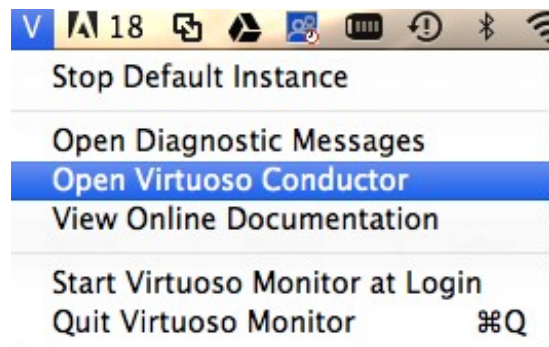 V 18
Stop Default Instance
Open Diagnostic Messages
Open Virtuoso Conductor
View Online Documentation
Start Virtuoso Monitor at Login
Quit Virtuoso Monitor ⌘Q